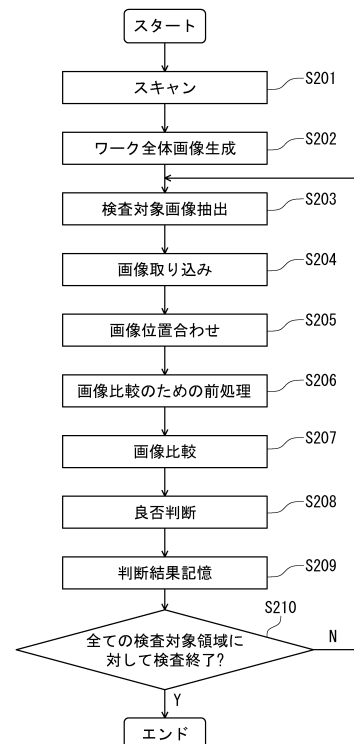 スタート
スキャン
S201
ワーク全体画像生成
S202
検査対象画像抽出
S203
画像取り込み
S204
画像位置合わせ
S205
画像比較のための前処理
S206
画像比較
S207
良否判断
S208
判断結果記憶
S209
S210
全ての検査対象領域に
対して検査終了?
N
Y
エンド